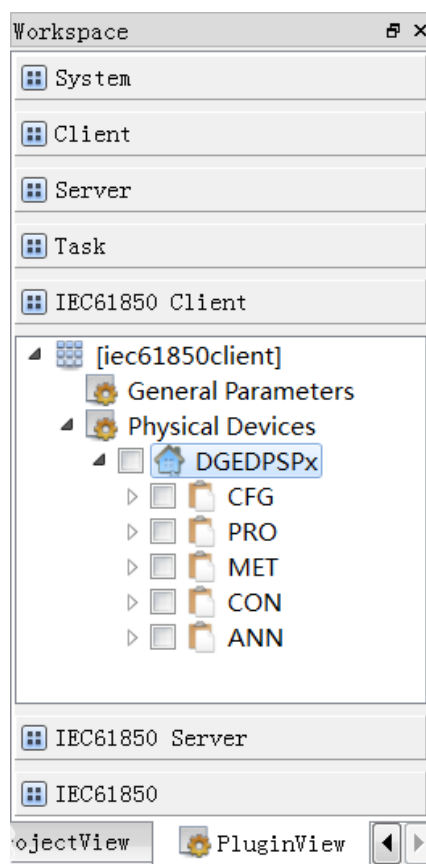 Workspace
System
Client
Server
Task
IEC61850 Client
[iec61850client]
General Parameters
Physical Devices
DGEDPSPx
CFG
PRO
MET
CON
ANN
IEC61850 Server
IEC61850
ojectView PluginView